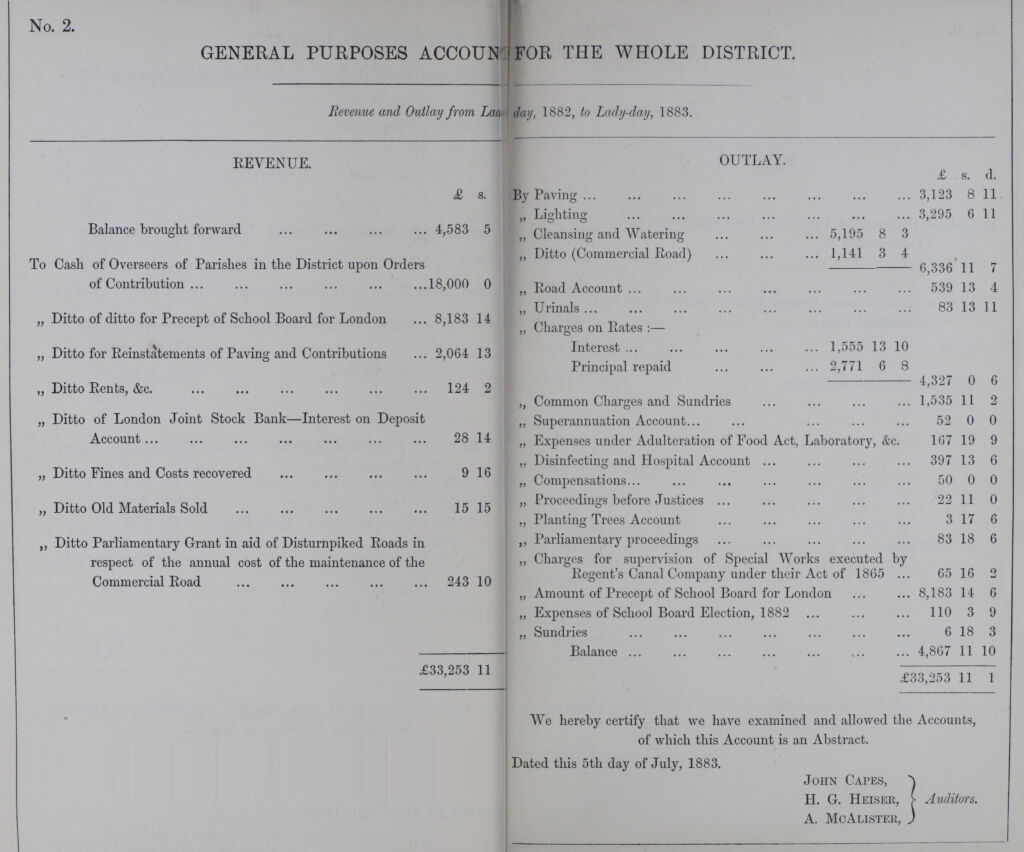 No. 2.
GENERAL PURPOSES ACCOUN FOR THE WHOLE DISTRICT.
Revenue and Outlay from La day, 1882, to Lady-day, 1883.
REVENUE.
£ s.
Balance brought forward ... ... ... ... 4,583 5
To Cash of Overseers of Parishes in the District upon Orders
of Contribution ... ... ... ... ... ...18,000 0
„ Ditto of ditto for Precept of School Board for London ... 8,183 14
„ Ditto for Reinstatements of Paving and Contributions ... 2,064 13
„ Ditto Rents, &c. ... ... ... ... ... ... 124 2
„ Ditto of London Joint Stock Bank—Interest on Deposit
Account ... ... ... ... ... ... ... 28 14
„ Ditto Fines and Costs recovered ... ... ... ... 9 16
„ Ditto Old Materials Sold ... ... ... ... ... 15 15
„ Ditto Parliamentary Grant in aid of Disturnpiked Roads in
respect of the annual cost of the maintenance of the
Commercial Road ... ... ... ... ... 243 10
£33,253 11
OUTLAY.
£ s. d.
By Paving ... ... ... ... ... ... ... ... 3,123 8 11
„ Lighting ... ... ... ... ... ... ... 3,295 6 11
„ Cleansing and Watering ... ... ... 5,195 8 3
„ Ditto (Commercial Road) ... ... ... 1,141 3 4
6,336 11 7
„ Road Account ... ... ... ... ... ... ... 539 13 4
„ Urinals ... ... ... ... ... ... ... ... 83 13 11
„ Charges on Rates :—
Interest ... ... ... ... ... 1,555 13 10
Principal repaid ... ... ... 2,771 6 8
4,327 0 6
„ Common Charges and Sundries ... ... ... ... 1,535 11 2
„ Superannuation Account... ... ... ... ... ... 52 0 0
„ Expenses under Adulteration of Food Act, Laboratory, &c. 167 19 9
„ Disinfecting and Hospital Account ... ... ... ... 397 13 6
„ Compensations... ... ... ... ... ... ... 50 0 0
„ Proceedings before Justices ... ... ... ... ... 22 11 0
„ Planting Trees Account ... ... ... ... ... 3 17 6
„ Parliamentary proceedings ... ... ... ... ... 83 18 6
„ Charges for supervision of Special Works executed by
Regent's Canal Company under their Act of 1865 ... 65 16 2
„ Amount of Precept of School Board for London ... ... 8,183 14 6
„ Expenses of School Board Election, 1882 ... ... ... 110 3 9
„ Sundries ... ... ... ... ... ... ... 6 18 3
Balance ... ... ... ... ... ... ... 4,867 11 10
£33,253 11 1
We hereby certify that we have examined and allowed the Accounts,
of which this Account is an Abstract.
Dated this 5th day of July, 1883.
JOHN CAPES,
H. G. HEISER, } Auditors.
A. MCALISTER,